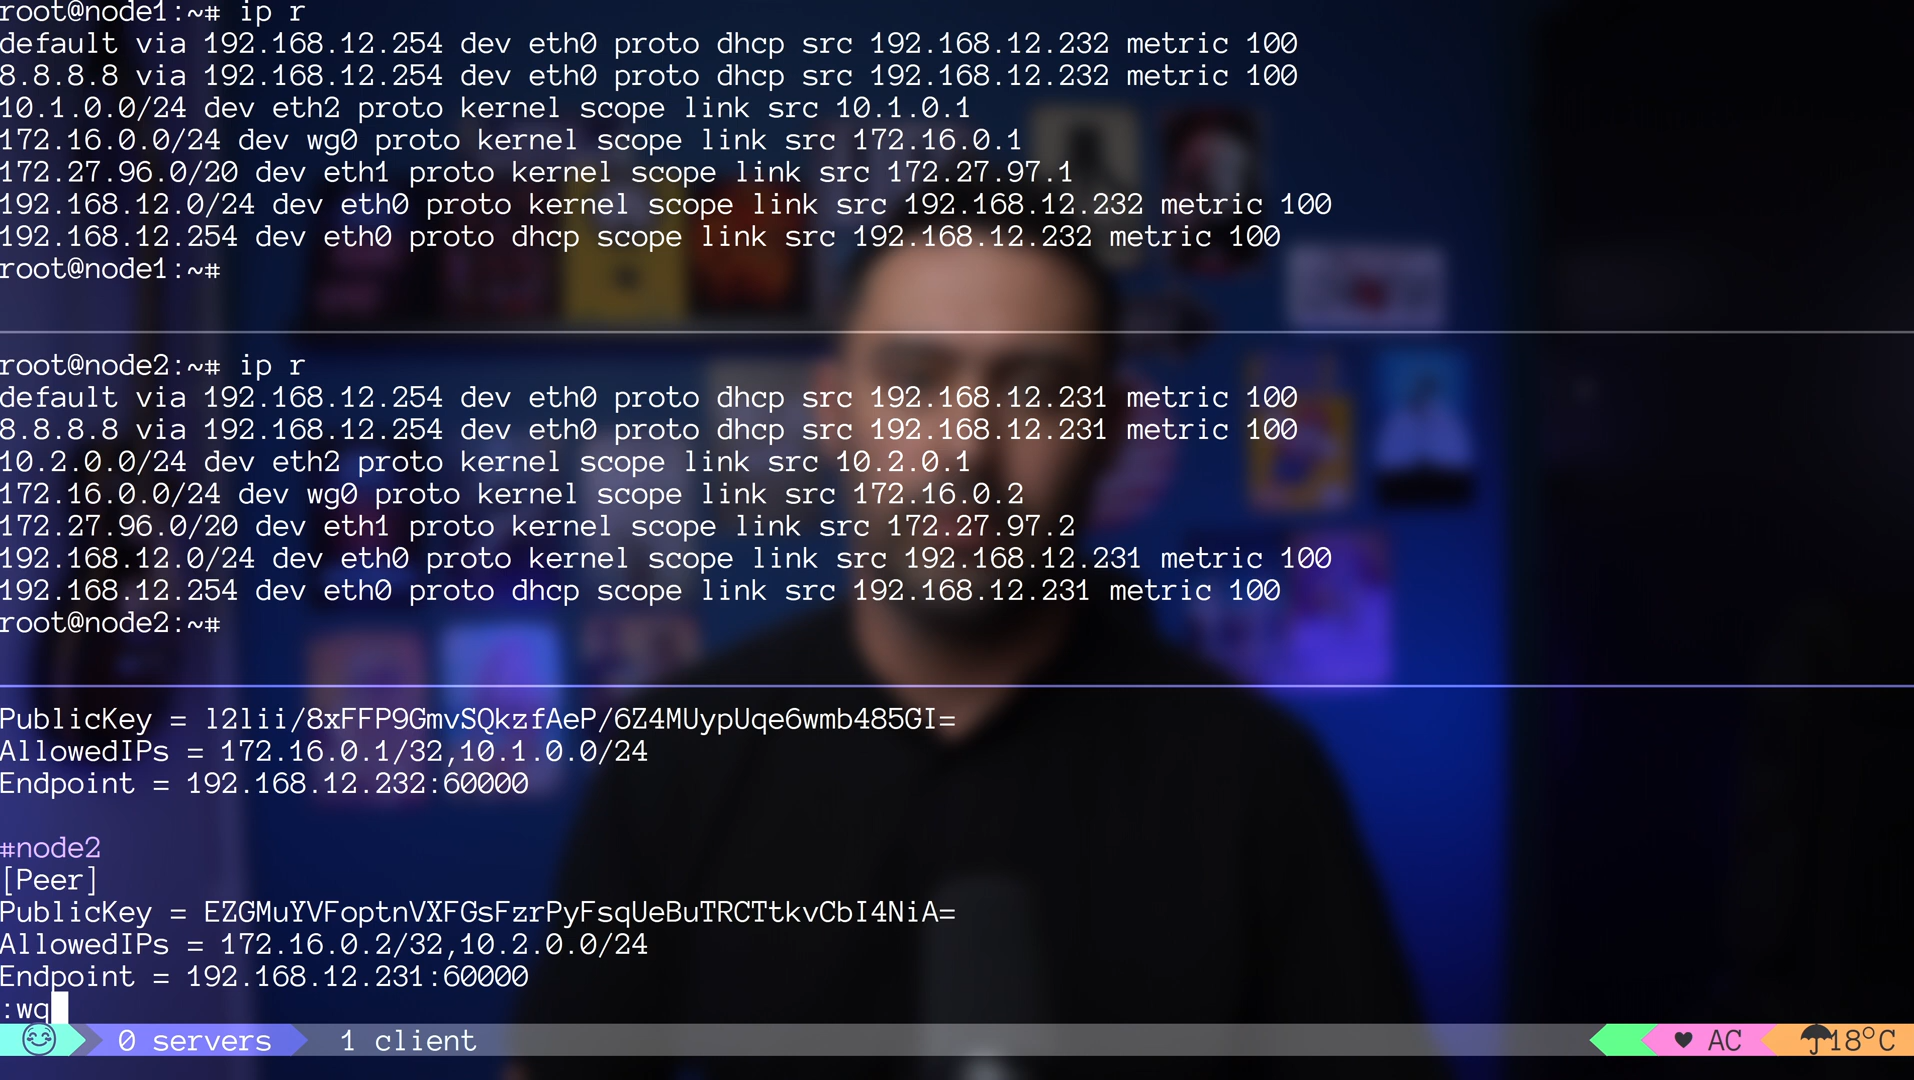 root@node1:~# ip r
default via 192.168.12.254 dev eth0 proto dhcp src 192.168.12.232 metric 100
8.8.8.8 via 192.168.12.254 dev eth0 proto dhcp src 192.168.12.232 metric 100
10.1.0.0/24 dev eth2 proto kernel scope link src 10.1.0.1
172.16.0.0/24 dev wg0 proto kernel scope link src 172.16.0.1
172.27.96.0/20 dev eth1 proto kernel scope link src 172.27.97.1
192.168.12.0/24 dev eth0 proto kernel scope link src 192.168.12.232 metric 100
192.168.12.254 dev eth0 proto dhcp scope link src 192.168.12.232 metric 100
root@node1:~#
root@node2:~# ip r
default via 192.168.12.254 dev eth0 proto dhcp src 192.168.12.231 metric 100
8.8.8.8 via 192.168.12.254 dev eth0 proto dhcp src 192.168.12.231 metric 100
10.2.0.0/24 dev eth2 proto kernel scope link src 10.2.0.1
172.16.0.0/24 dev wg0 proto kernel scope link src 172.16.0.2
172.27.96.0/20 dev eth1 proto kernel scope link src 172.27.97.2
192.168.12.0/24 dev eth0 proto kernel scope link src 192.168.12.231 metric 100
192.168.12.254 dev eth0 proto dhcp scope link src 192.168.12.231 metric 100
root@node2:~#
PublicKey = l2lii/8xFFP9GmvSQkzfAeP/6Z4MUypUqe6wmb485GI=
AllowedIPs = 172.16.0.1/32,10.1.0.0/24
Endpoint = 192.168.12.232:60000
#node2
[Peer]
PublicKey = EZGMuYVFoptnVXFGsFzrPyFsqUeBuTRCTtkvCbI4NiA=
AllowedIPs = 172.16.0.2/32,10.2.0.0/24
Endpoint = 192.168.12.231:60000
:wq
0 servers 1 client ♥ AC ☂18°C